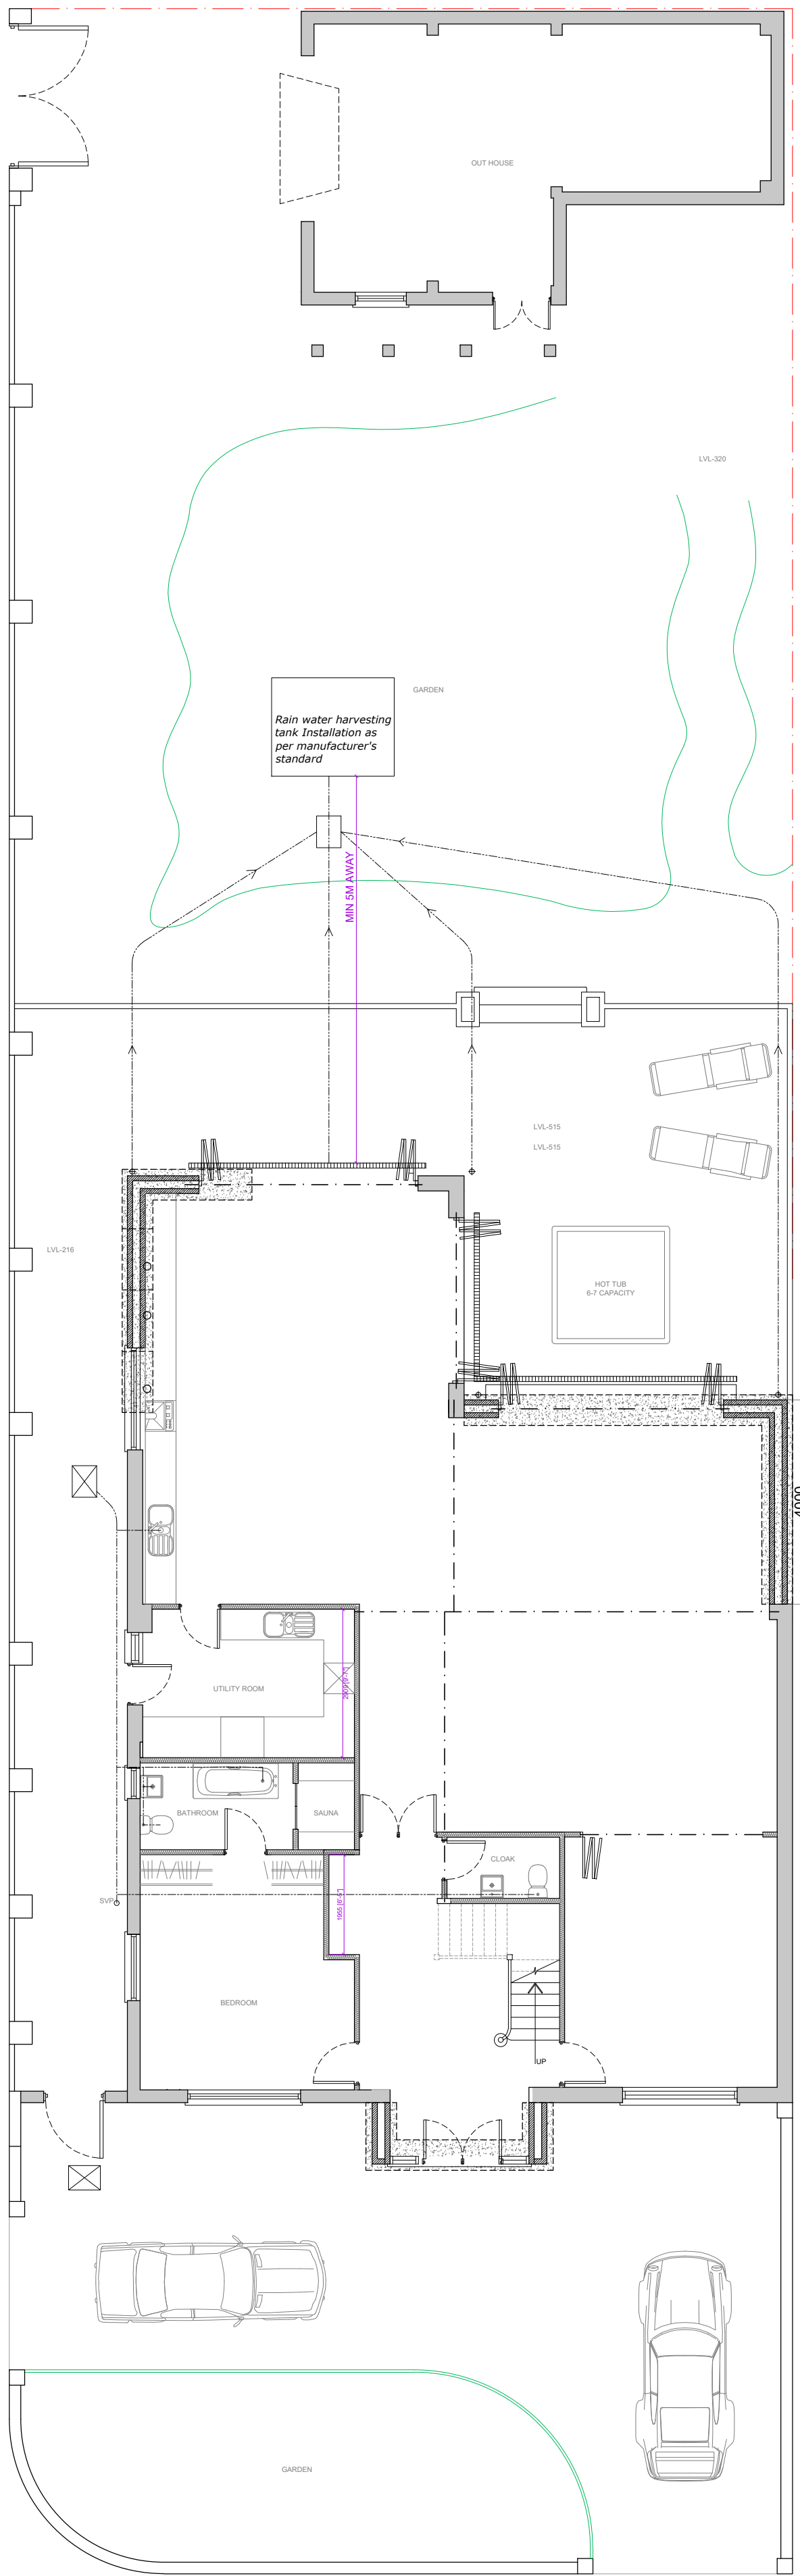 OUT HOUSE
LVL-320
GARDEN
Rain water harvesting
tank Installation as
per manufacturer's
standard
MIN 5M AWAY
LVL-515
LVL-515
LVL-216
HOT TUB
6-7 CAPACITY
4000
UTILITY ROOM
BATHROOM
SAUNA
CLOAK
SVP
BEDROOM
UP
GARDEN